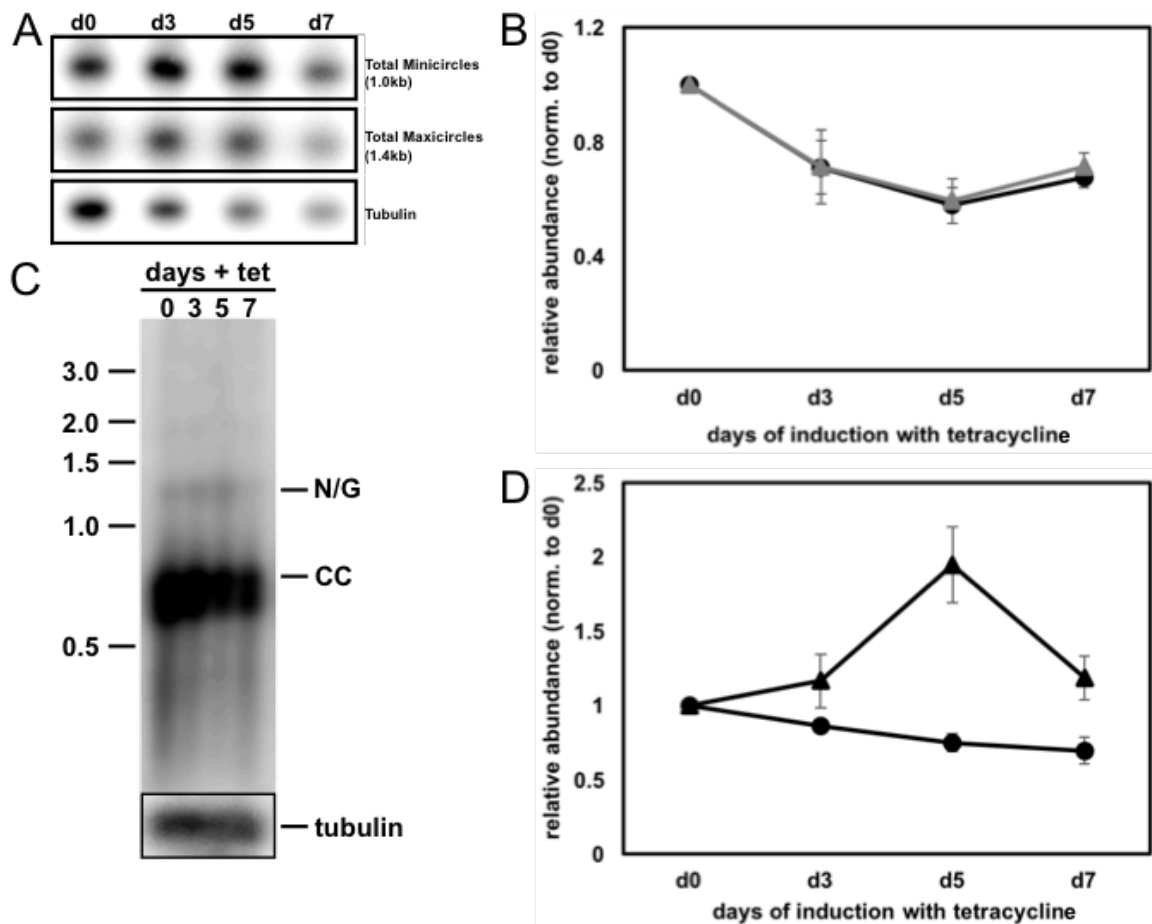 A
d0 d3 d5 d7
Total Minicircles
(1.0kb)
Total Maxicircles
(1.4kb)
Tubulin
B
relative abundance (norm. to d0)
1.2
0.8
0.4
0
d0 d3 d5 d7
days of induction with tetracycline
C
days + tet
0 3 5 7
3.0
2.0
1.5
1.0
0.5
N/G
CC
tubulin
D
relative abundance (norm. to d0)
2.5
2
1.5
1
0.5
0
d0 d3 d5 d7
days of induction with tetracycline